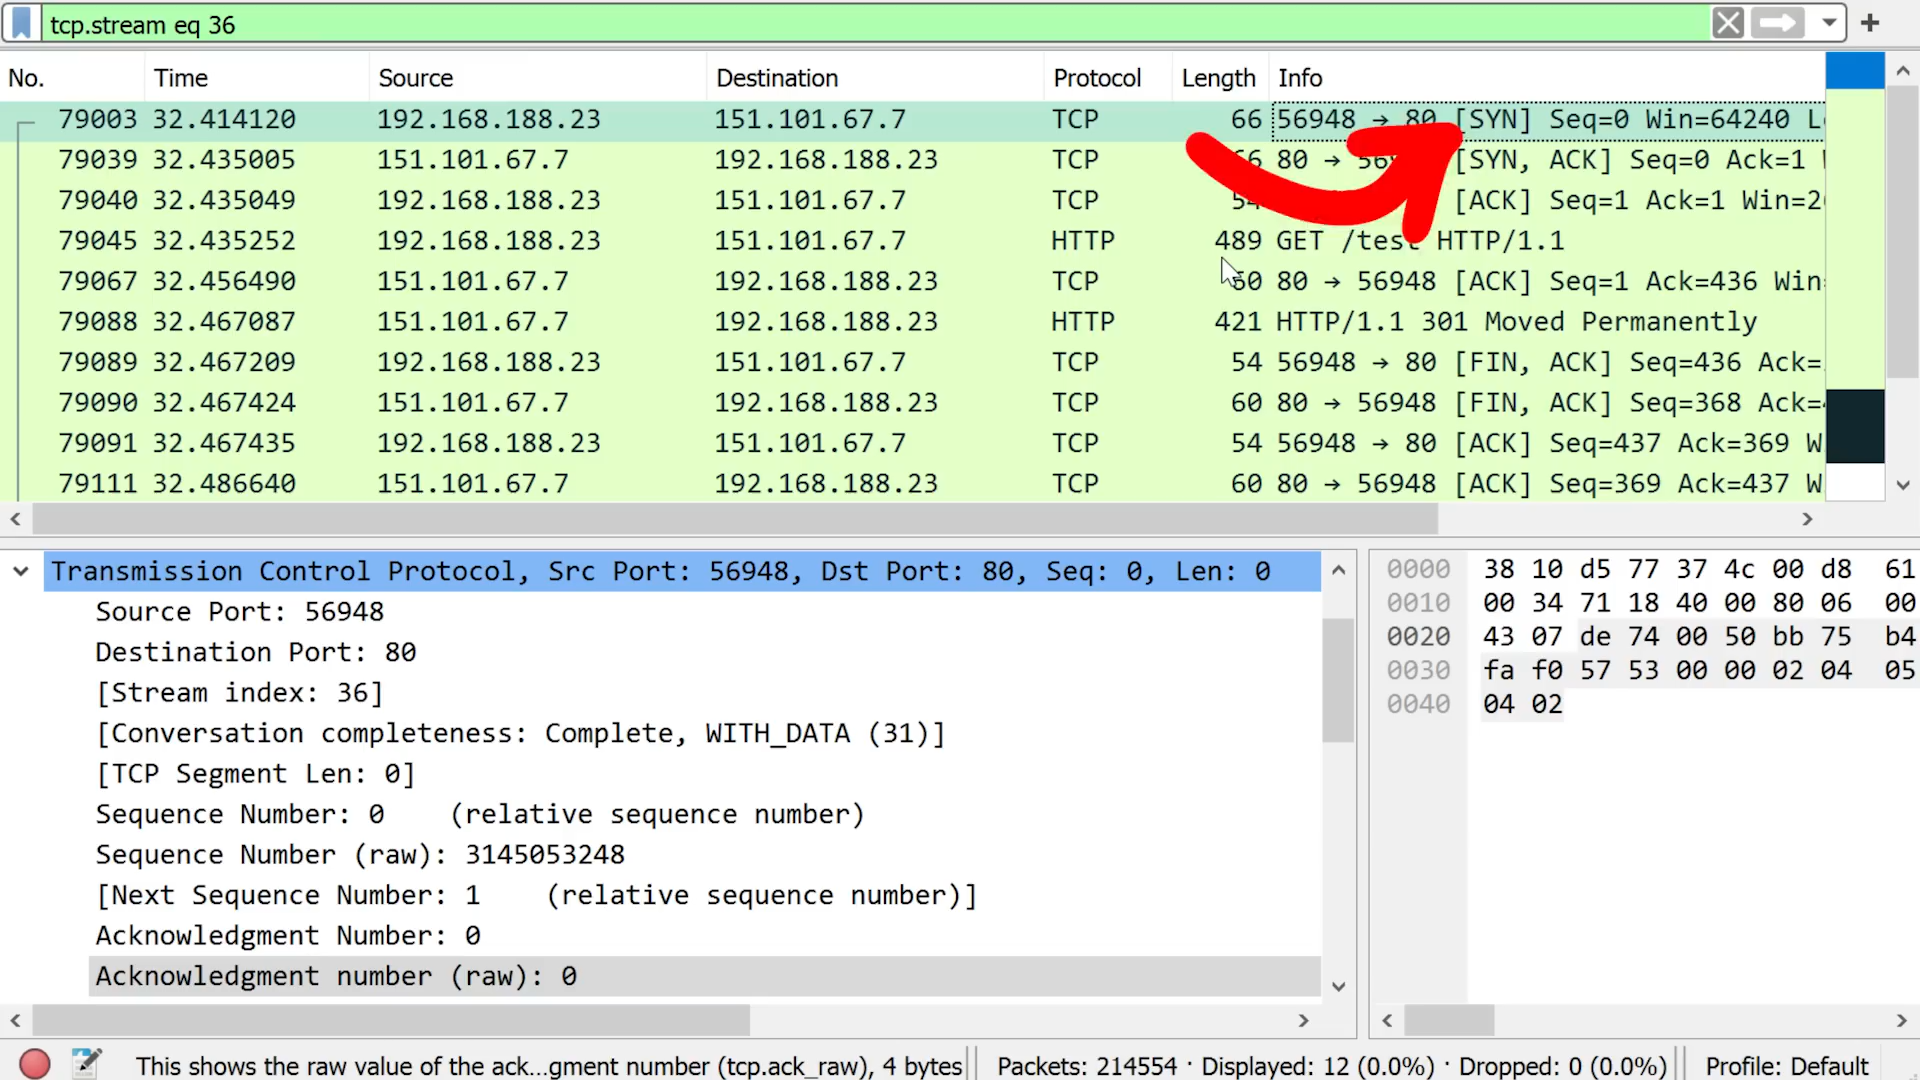 tcp.stream eq 36
No. Time Source Destination Protocol Length Info
79003 32.414120 192.168.188.23 151.101.67.7 TCP 66 56948 → 80 [SYN] Seq=0 Win=64240 L
79039 32.435005 151.101.67.7 192.168.188.23 TCP 66 80 → [SYN, ACK] Seq=0 Ack=1
79040 32.435049 192.168.188.23 151.101.67.7 TCP 54 [ACK] Seq=1 Ack=1 Win=2
79045 32.435252 192.168.188.23 151.101.67.7 HTTP 489 GET /test HTTP/1.1
79067 32.456490 151.101.67.7 192.168.188.23 TCP 60 80 → 56948 [ACK] Seq=1 Ack=436 Win
79088 32.467087 151.101.67.7 192.168.188.23 HTTP 421 HTTP/1.1 301 Moved Permanently
79089 32.467209 192.168.188.23 151.101.67.7 TCP 54 56948 → 80 [FIN, ACK] Seq=436 Ack=
79090 32.467424 151.101.67.7 192.168.188.23 TCP 60 80 → 56948 [FIN, ACK] Seq=368 Ack=
79091 32.467435 192.168.188.23 151.101.67.7 TCP 54 56948 → 80 [ACK] Seq=437 Ack=369 W
79111 32.486640 151.101.67.7 192.168.188.23 TCP 60 80 → 56948 [ACK] Seq=369 Ack=437 W
Transmission Control Protocol, Src Port: 56948, Dst Port: 80, Seq: 0, Len: 0
Source Port: 56948
Destination Port: 80
[Stream index: 36]
[Conversation completeness: Complete, WITH_DATA (31)]
[TCP Segment Len: 0]
Sequence Number: 0 (relative sequence number)
Sequence Number (raw): 3145053248
[Next Sequence Number: 1 (relative sequence number)]
Acknowledgment Number: 0
Acknowledgment number (raw): 0
0000 38 10 d5 77 37 4c 00 d8 61
0010 00 34 71 18 40 00 80 06 00
0020 43 07 de 74 00 50 bb 75 b4
0030 fa f0 57 53 00 00 02 04 05
0040 04 02
This shows the raw value of the ack…gment number (tcp.ack_raw), 4 bytes
Packets: 214554 · Displayed: 12 (0.0%) · Dropped: 0 (0.0%)
Profile: Default